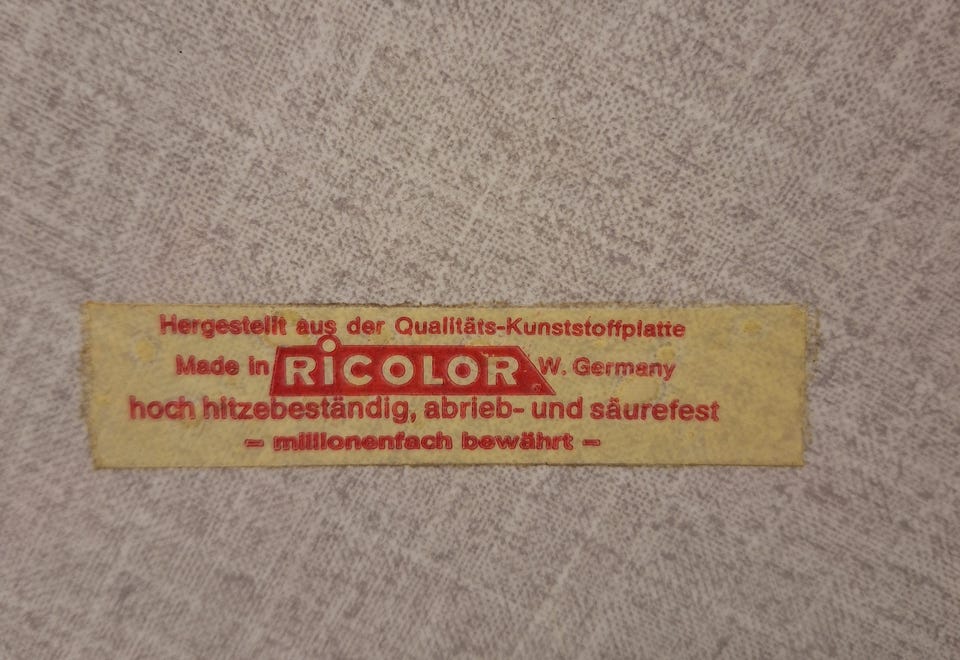 Hergestellt aus der Qualitäts-Kunststoffplatte
Made in RiCOLOR W. Germany
hoch hitzebeständig, abrieb- und säurefest
– millionenfach bewährt –